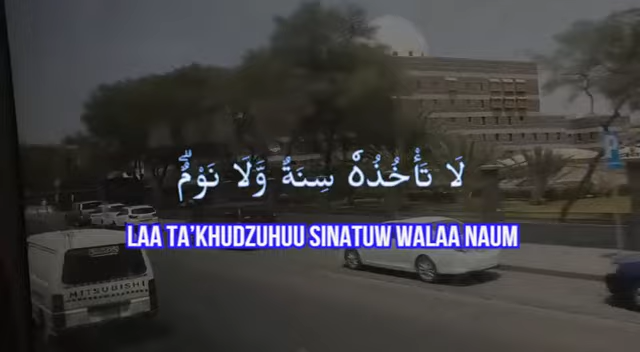 لَا تَأْخُذُهٗ سِنَةٌ وَّلَا نَوْمٌۗ
LAA TA'KHUDZUHUU SINATUW WALAA NAUM
MITSUBISHI
P